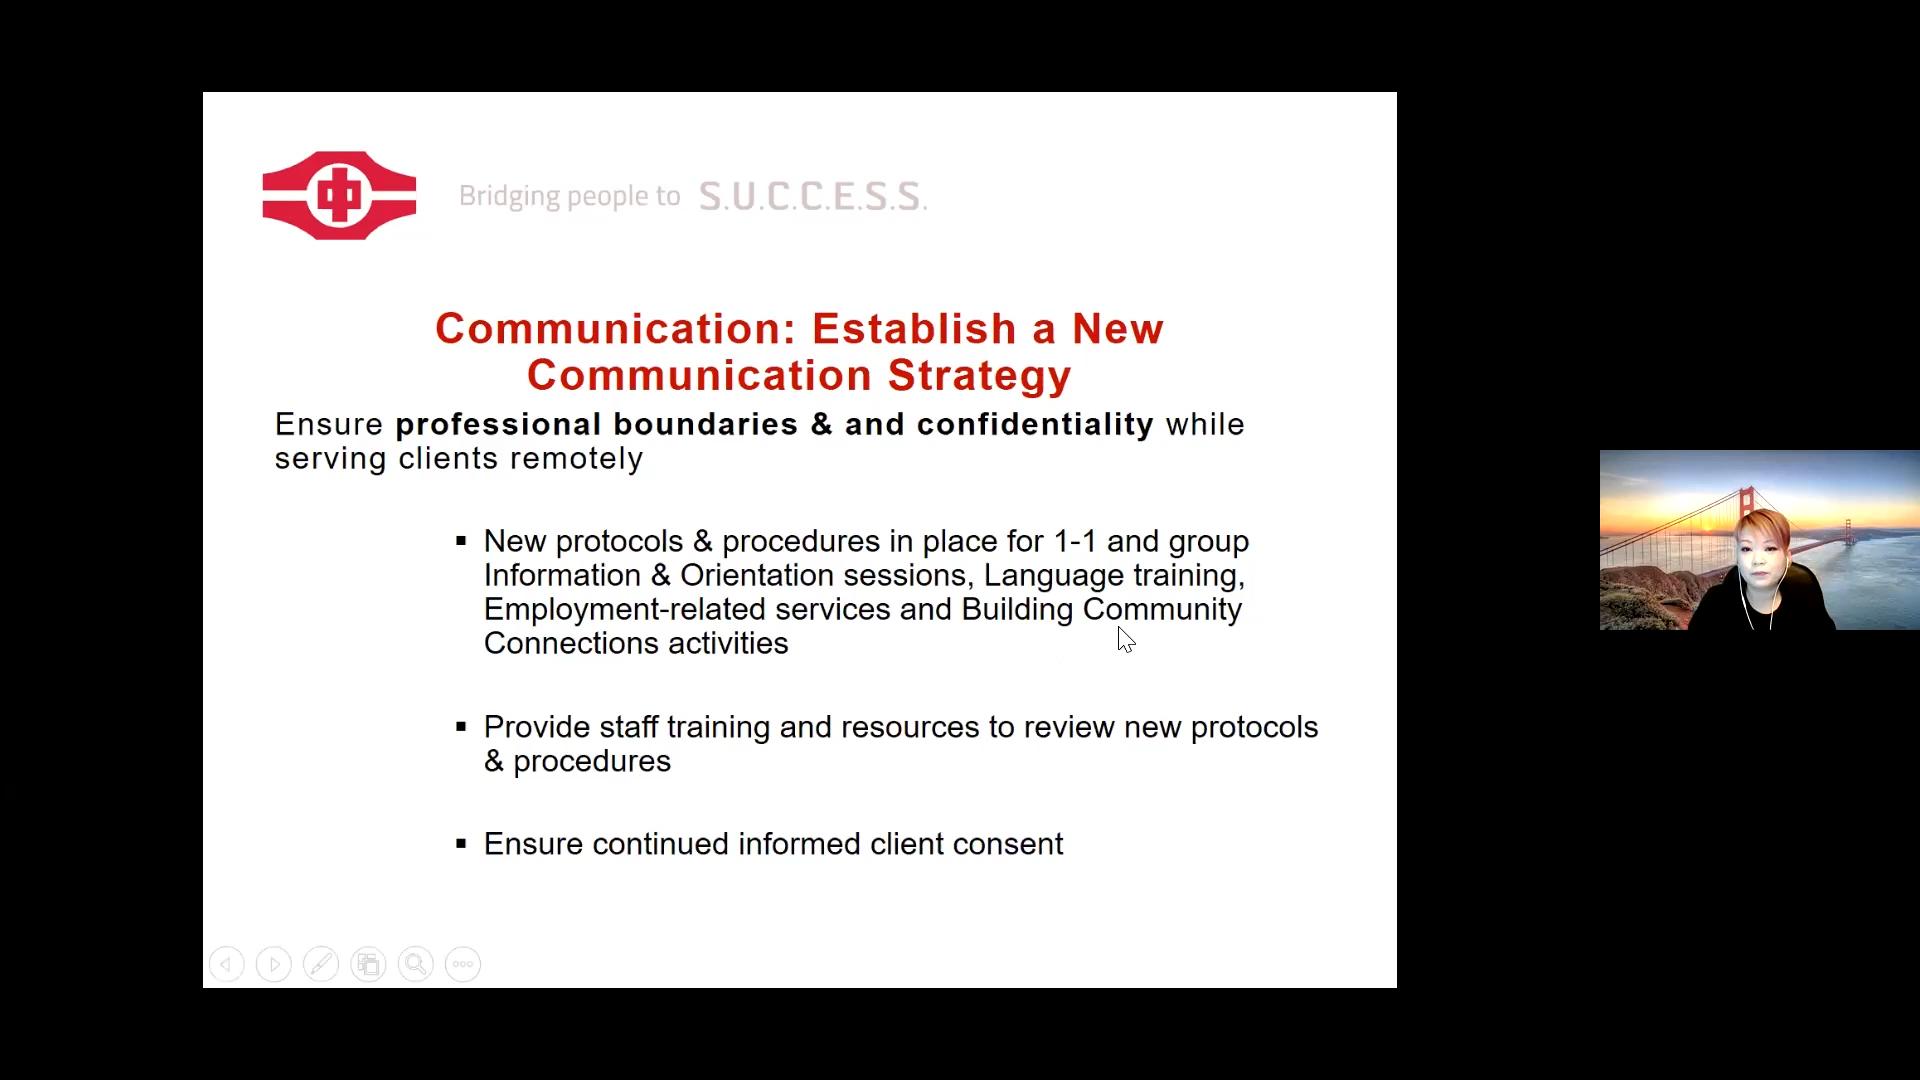 中
Bridging people to S.U.C.C.E.S.S.
Communication: Establish a New
Communication Strategy
Ensure professional boundaries & and confidentiality while
serving clients remotely
▪ New protocols & procedures in place for 1-1 and group
Information & Orientation sessions, Language training,
Employment-related services and Building Community
Connections activities
▪ Provide staff training and resources to review new protocols
& procedures
▪ Ensure continued informed client consent